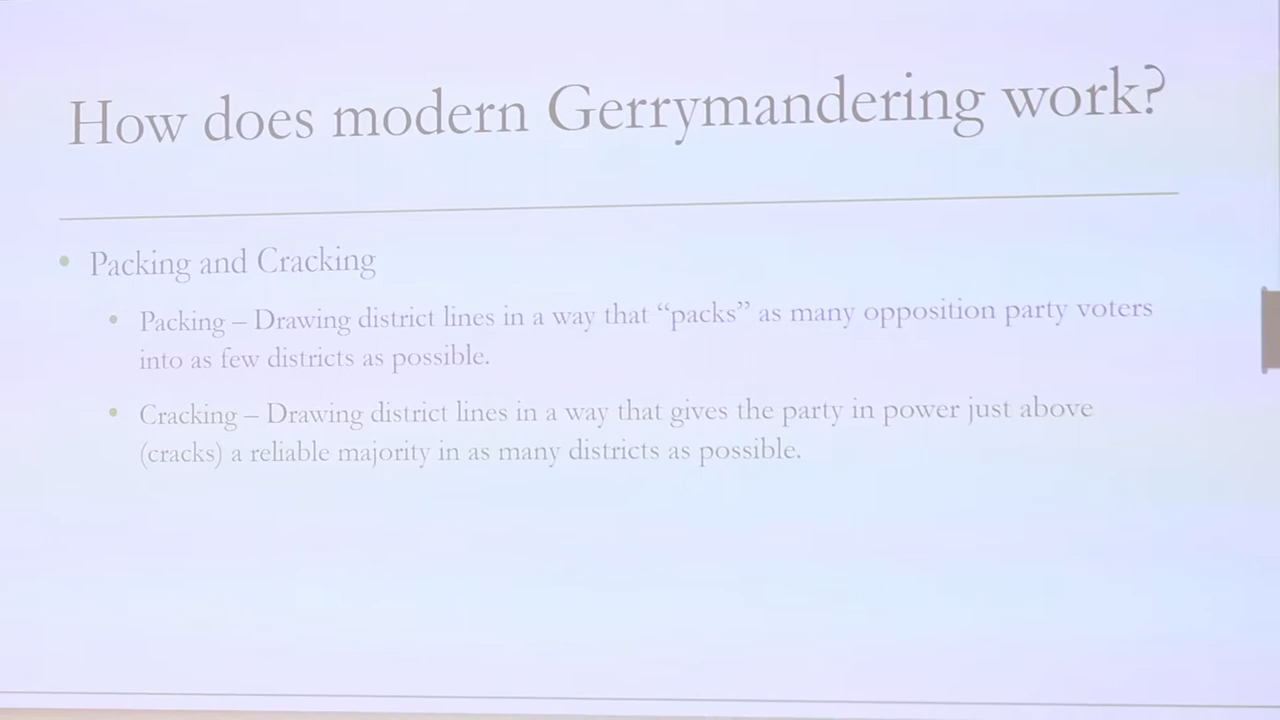 How does modern Gerrymandering work?
• Packing and Cracking
• Packing – Drawing district lines in a way that “packs” as many opposition party voters
into as few districts as possible.
• Cracking – Drawing district lines in a way that gives the party in power just above
(cracks) a reliable majority in as many districts as possible.